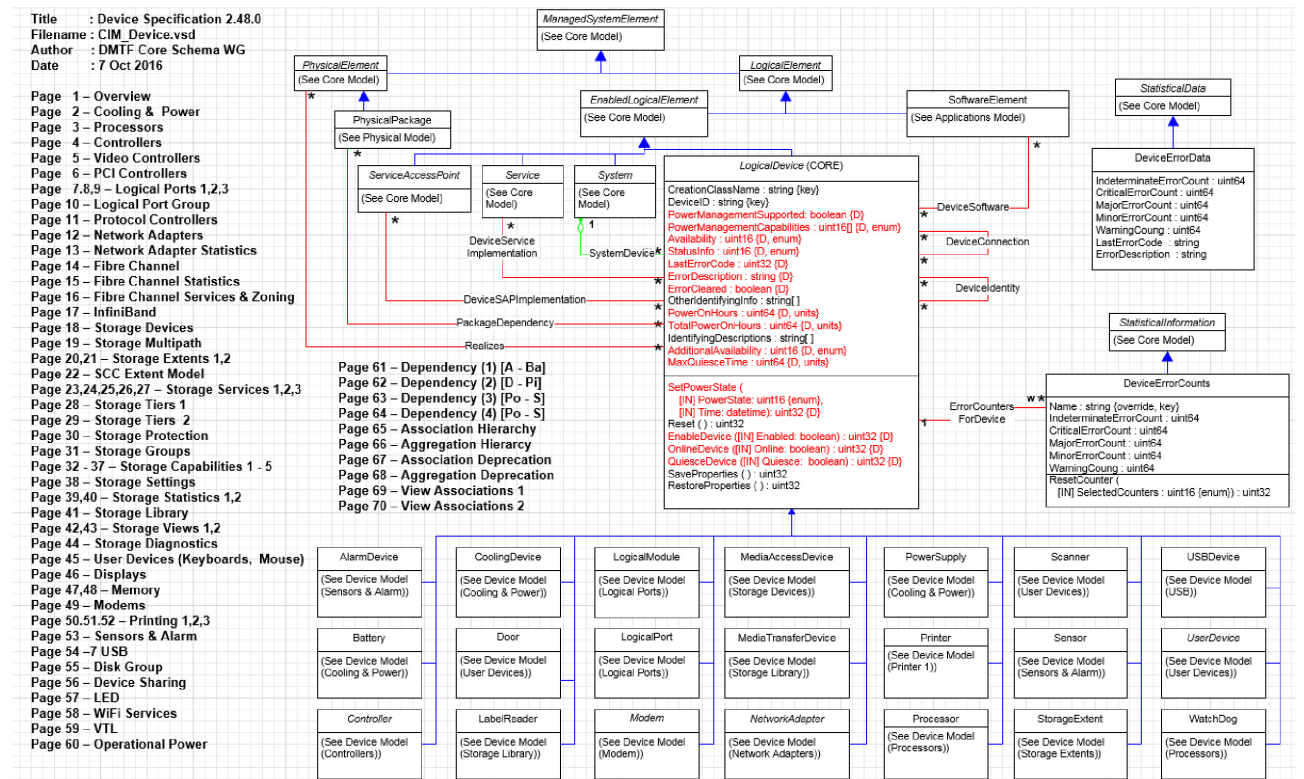 Title : Device Specification 2.48.0
Filename : CIM_Device.vsd
Author : DMTF Core Schema WG
Date : 7 Oct 2016
Page 1 – Overview
Page 2 – Cooling & Power
Page 3 – Processors
Page 4 – Controllers
Page 5 – Video Controllers
Page 6 – PCI Controllers
Page 7.8,9 – Logical Ports 1,2,3
Page 10 – Logical Port Group
Page 11 – Protocol Controllers
Page 12 – Network Adapters
Page 13 – Network Adapter Statistics
Page 14 – Fibre Channel
Page 15 – Fibre Channel Statistics
Page 16 – Fibre Channel Services & Zoning
Page 17 – InfiniBand
Page 18 – Storage Devices
Page 19 – Storage Multipath
Page 20,21 – Storage Extents 1,2
Page 22 – SCC Extent Model
Page 23,24,25,26,27 – Storage Services 1,2,3
Page 28 – Storage Tiers 1
Page 29 – Storage Tiers 2
Page 30 – Storage Protection
Page 31 – Storage Groups
Page 32 - 37 – Storage Capabilities 1 - 5
Page 38 – Storage Settings
Page 39,40 – Storage Statistics 1,2
Page 41 – Storage Library
Page 42,43 – Storage Views 1,2
Page 44 – Storage Diagnostics
Page 45 – User Devices (Keyboards, Mouse)
Page 46 – Displays
Page 47,48 – Memory
Page 49 – Modems
Page 50.51.52 – Printing 1,2,3
Page 53 – Sensors & Alarm
Page 54 –7 USB
Page 55 – Disk Group
Page 56 – Device Sharing
Page 57 – LED
Page 58 – WiFi Services
Page 59 – VTL
Page 60 – Operational Power
Page 61 – Dependency (1) [A - Ba]
Page 62 – Dependency (2) [D - Pi]
Page 63 – Dependency (3) [Po - S]
Page 64 – Dependency (4) [Po - S]
Page 65 – Association Hierarchy
Page 66 – Aggregation Hierarcy
Page 67 – Association Deprecation
Page 68 – Aggregation Deprecation
Page 69 – View Associations 1
Page 70 – View Associations 2
ManagedSystemElement
(See Core Model)
PhysicalElement
(See Core Model)
LogicalElement
(See Core Model)
PhysicalPackage
(See Physical Model)
EnabledLogicalElement
(See Core Model)
SoftwareElement
(See Applications Model)
StatisticalData
(See Core Model)
ServiceAccessPoint
(See Core Model)
Service
(See Core
Model)
System
(See Core
Model)
LogicalDevice (CORE)
CreationClassName : string {key}
DeviceID : string {key}
PowerManagementSupported: boolean {D}
PowerManagementCapabilities : uint16[] {D, enum}
Availability : uint16 {D, enum}
StatusInfo : uint16 {D, enum}
LastErrorCode : uint32 {D}
ErrorDescription : string {D}
ErrorCleared : boolean {D}
OtherIdentifyingInfo : string[ ]
PowerOnHours : uint64 {D, units}
TotalPowerOnHours : uint64 {D, units}
IdentifyingDescriptions : string[ ]
AdditionalAvailability : uint16 {D, enum}
MaxQuiesceTime : uint64 {D, units}
SetPowerState (
[IN] PowerState: uint16 {enum},
[IN] Time: datetime): uint32 {D}
Reset ( ) : uint32
EnableDevice ([IN] Enabled: boolean) : uint32 {D}
OnlineDevice ([IN] Online: boolean) : uint32 {D}
QuiesceDevice ([IN] Quiesce: boolean) : uint32 {D}
SaveProperties ( ) : uint32
RestoreProperties ( ) : uint32
DeviceErrorData
IndeterminateErrorCount : uint64
CriticalErrorCount : uint64
MajorErrorCount : uint64
MinorErrorCount : uint64
WarningCoung : uint64
LastErrorCode : string
ErrorDescription : string
StatisticalInformation
(See Core Model)
DeviceErrorCounts
Name : string {override, key}
IndeterminateErrorCount : uint64
CriticalErrorCount : uint64
MajorErrorCount : uint64
MinorErrorCount : uint64
WarningCoung : uint64
ResetCounter (
[IN] SelectedCounters : uint16 {enum}) : uint32
* * * * 1 *
DeviceService
Implementation
SystemDevice
*
*
DeviceSAPImplementation
*
PackageDependency
*
Realizes
*
*
DeviceSoftware
*
*
DeviceConnection
*
*
DeviceIdentity
*
w *
ErrorCounters
ForDevice
1
AlarmDevice
(See Device Model
(Sensors & Alarm))
CoolingDevice
(See Device Model
(Cooling & Power))
LogicalModule
(See Device Model
(Logical Ports))
MediaAccessDevice
(See Device Model
(Storage Devices))
PowerSupply
(See Device Model
(Cooling & Power))
Scanner
(See Device Model
(User Devices))
USBDevice
(See Device Model
(USB))
Battery
(See Device Model
(Cooling & Power))
Door
(See Device Model
(User Devices))
LogicalPort
(See Device Model
(Logical Ports))
MediaTransferDevice
(See Device Model
(Storage Library)
Printer
(See Device Model
(Printer 1))
Sensor
(See Device Model
(Sensors & Alarm))
UserDevice
(See Device Model
(User Devices))
Controller
(See Device Model
(Controllers))
LabelReader
(See Device Model
(Storage Library))
Modem
(See Device Model
(Modem))
NetworkAdapter
(See Device Model
(Network Adapters))
Processor
(See Device Model
(Processors))
StorageExtent
(See Device Model
(Storage Extents))
WatchDog
(See Device Model
(Processors))